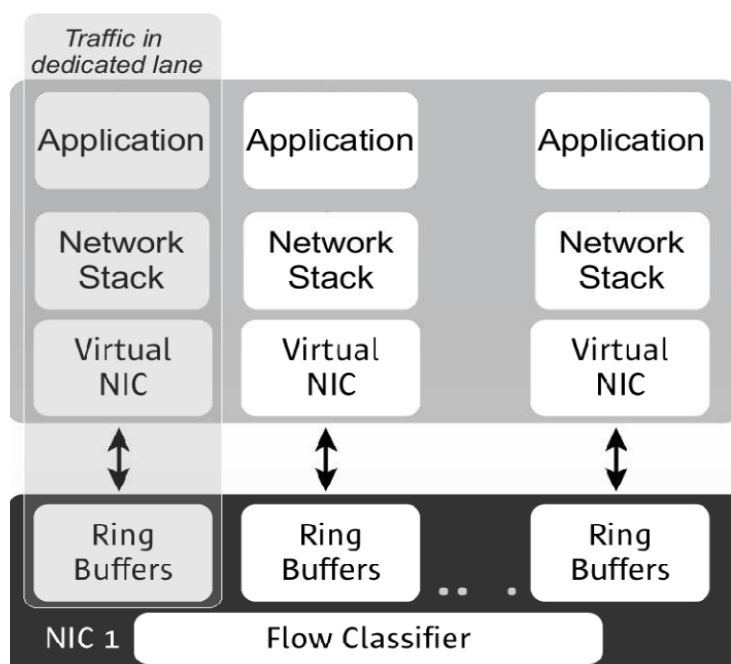 Traffic in
dedicated lane
Application
Application
Application
Network
Stack
Network
Stack
Network
Stack
Virtual
NIC
Virtual
NIC
Virtual
NIC
Ring
Buffers
Ring
Buffers
.. .
Ring
Buffers
NIC 1
Flow Classifier